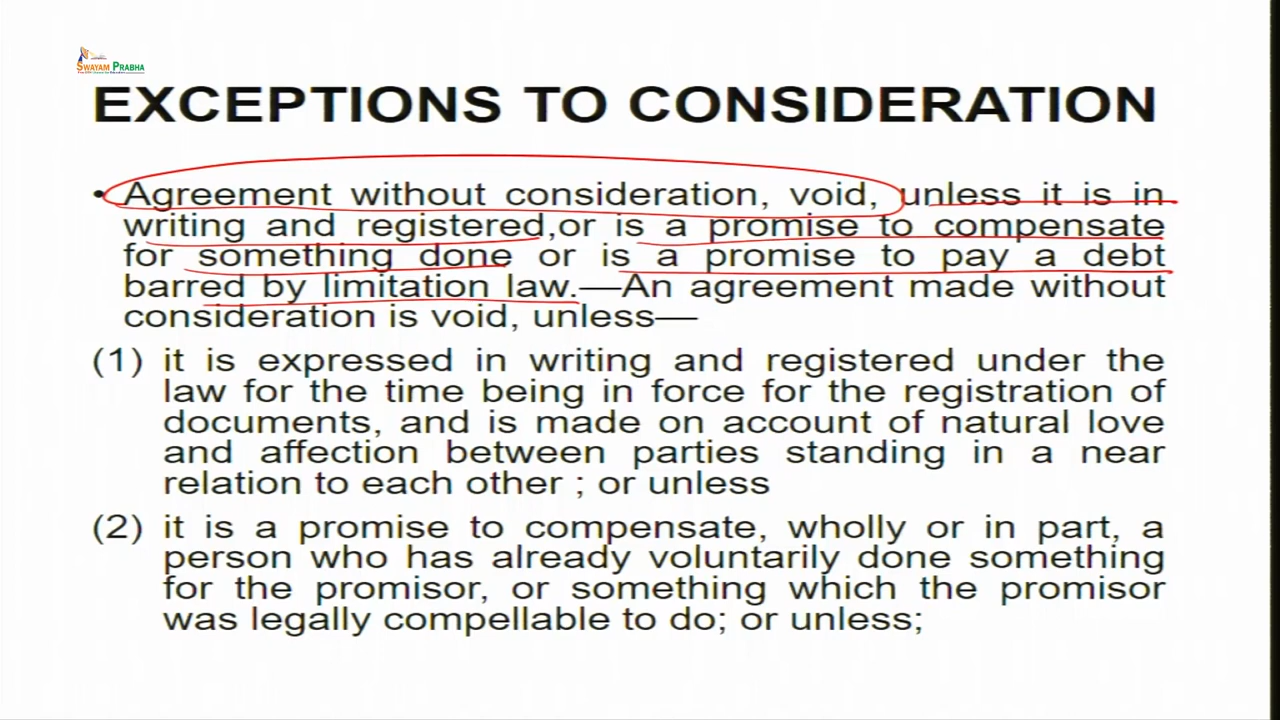 SWAYAM PRABHA
EXCEPTIONS TO CONSIDERATION
• Agreement without consideration, void, unless it is in
writing and registered,or is a promise to compensate
for something done or is a promise to pay a debt
barred by limitation law.—An agreement made without
consideration is void, unless—
(1) it is expressed in writing and registered under the
law for the time being in force for the registration of
documents, and is made on account of natural love
and affection between parties standing in a near
relation to each other ; or unless
(2) it is a promise to compensate, wholly or in part, a
person who has already voluntarily done something
for the promisor, or something which the promisor
was legally compellable to do; or unless;